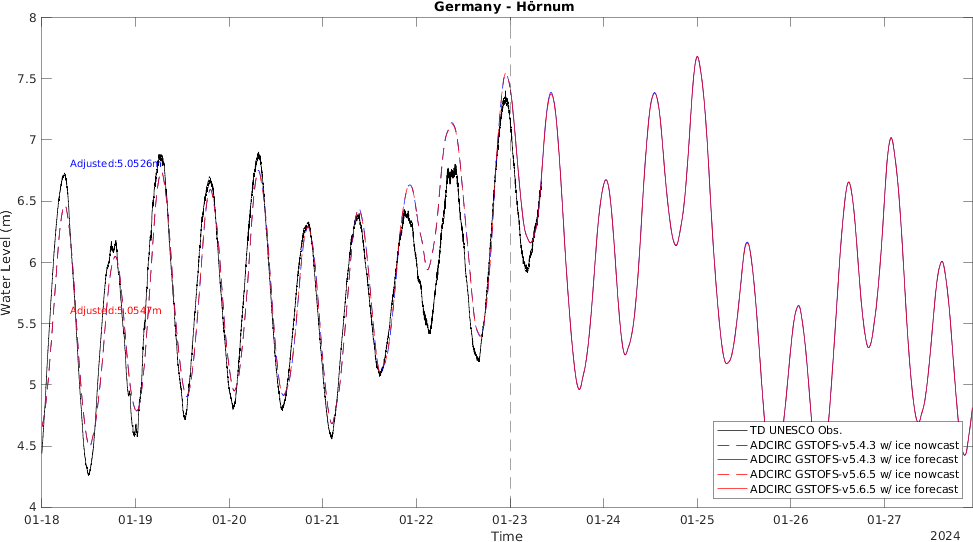 Germany - Hörnum
8
7.5
7
6.5
6
5.5
5
4.5
4
Water Level (m)
Adjusted:5.0526m
Adjusted:5.0547m
TD UNESCO Obs.
ADCIRC GSTOFS-v5.4.3 w/ ice nowcast
ADCIRC GSTOFS-v5.4.3 w/ ice forecast
ADCIRC GSTOFS-v5.6.5 w/ ice nowcast
ADCIRC GSTOFS-v5.6.5 w/ ice forecast
01-18 01-19 01-20 01-21 01-22 01-23 01-24 01-25 01-26 01-27
Time
2024